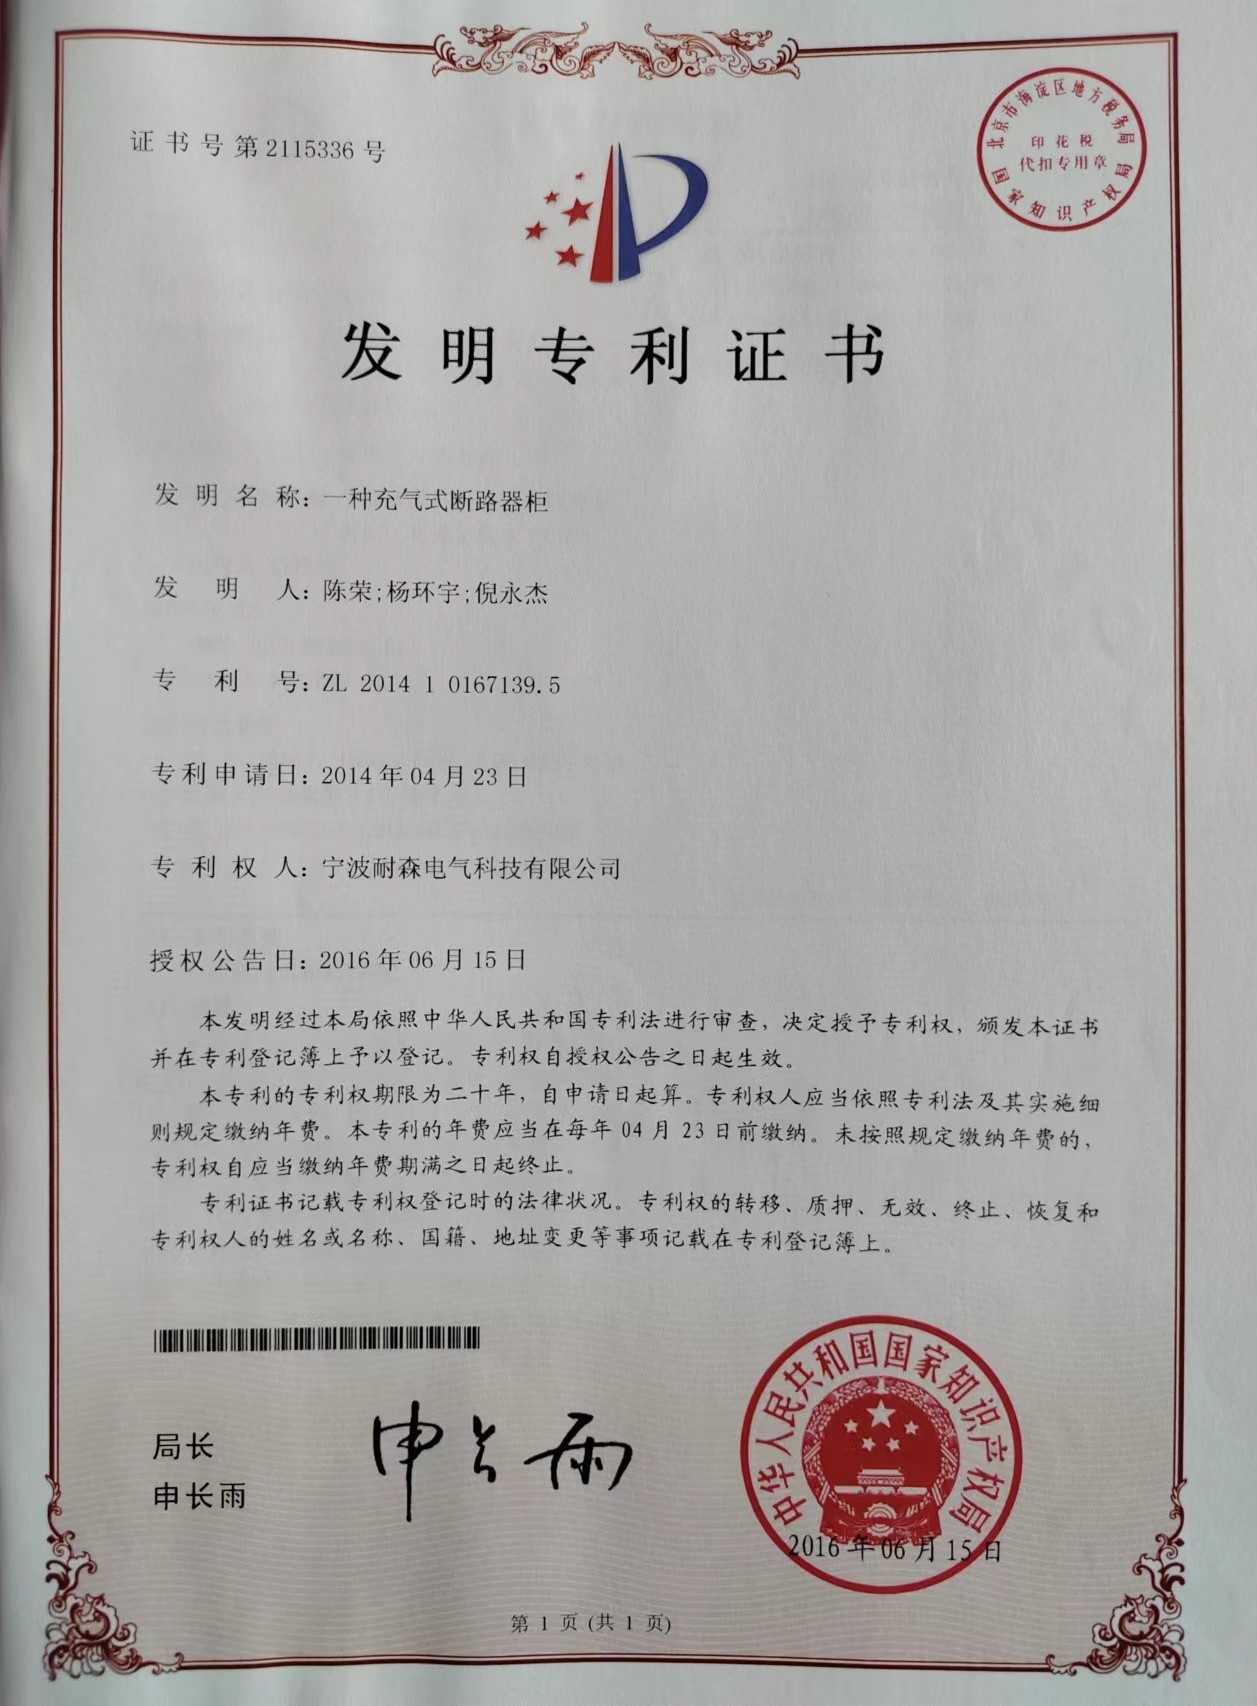 证书号第2115336号
北京市海淀区地方税务局
印花税
代扣专用章
国家知识产权局
发明专利证书
发明名称：一种充气式断路器柜
发明人：陈荣;杨环宇;倪永杰
专利号：ZL 2014 1 0167139.5
专利申请日：2014年04月23日
专利权人：宁波耐森电气科技有限公司
授权公告日：2016年06月15日
本发明经过本局依照中华人民共和国专利法进行审查，决定授予专利权，颁发本证书
并在专利登记簿上予以登记。专利权自授权公告之日起生效。
本专利的专利权期限为二十年，自申请日起算。专利权人应当依照专利法及其实施细
则规定缴纳年费。本专利的年费应当在每年04月23日前缴纳。未按照规定缴纳年费的，
专利权自应当缴纳年费期满之日起终止。
专利证书记载专利权登记时的法律状况。专利权的转移、质押、无效、终止、恢复和
专利权人的姓名或名称、国籍、地址变更等事项记载在专利登记簿上。
局长
申长雨
申长雨
中华人民共和国国家知识产权局
2016年06月15日
第1页(共1页)